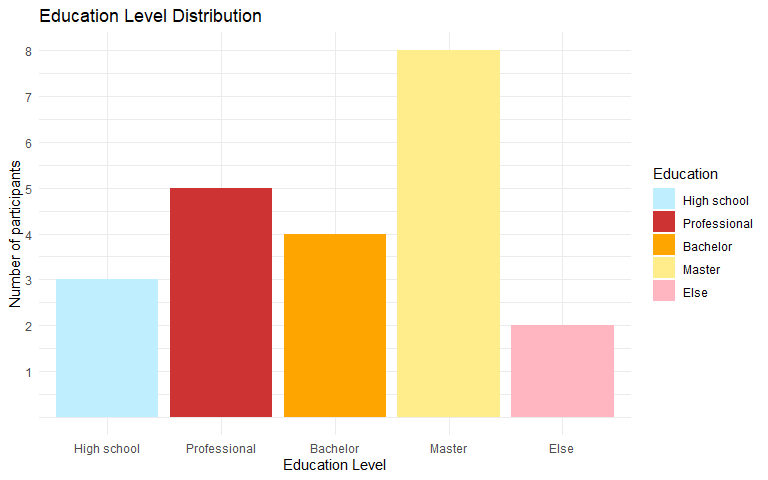 Education Level Distribution
Number of participants
8
7
6
5
4
3
2
1
High school
Professional
Bachelor
Master
Else
Education Level
Education
High school
Professional
Bachelor
Master
Else